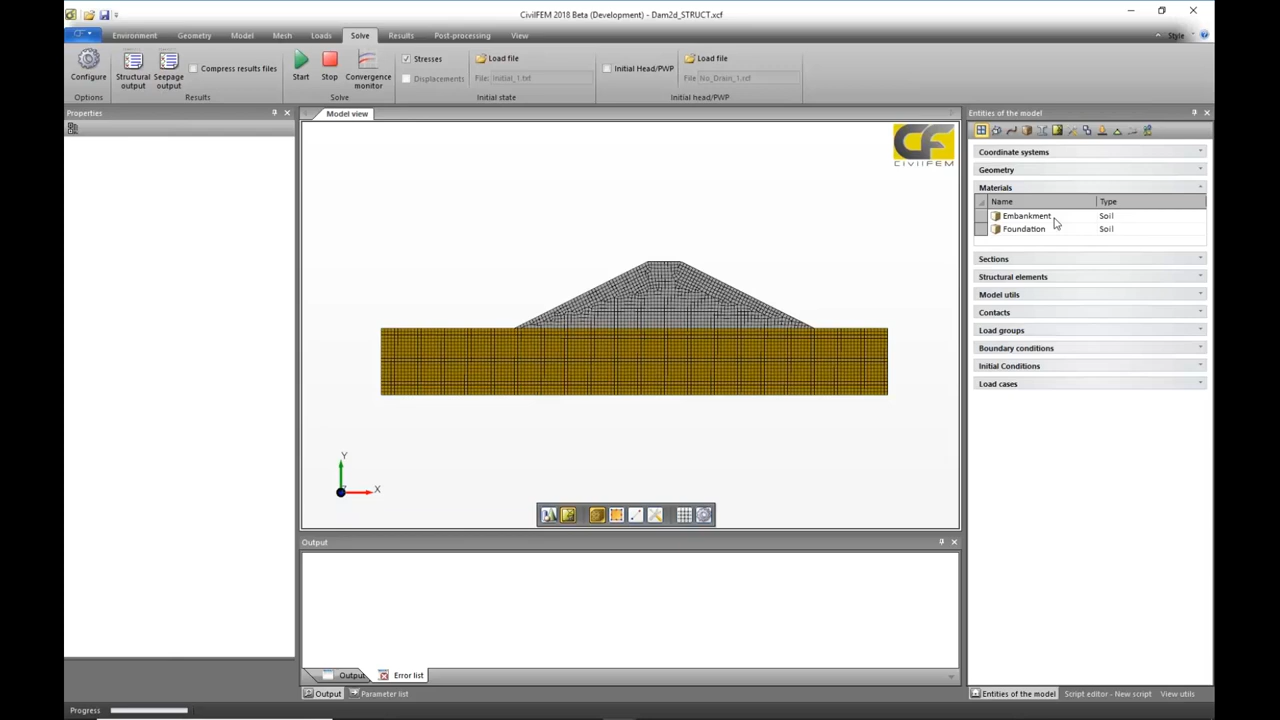 CivilFEM 2018 Beta (Development) - Dam2d_STRUCT.xcf
Environment Geometry Model Mesh Loads Solve Results Post-processing View Style
Configure Structural output Seepage output Compress results files Start Stop Convergence monitor Stresses Load file Displacements File: Initial_1.txt Initial Head/PWP Load file File: No_Drain_1.rcf
Options Results Solve Initial state Initial head/PWP
Properties
Model view
CF
CIVILFEM
Y
X
Z
Output
Output Error list
Output Parameter list
Progress
Entities of the model
Coordinate systems
Geometry
Materials
Name Type
Embankment Soil
Foundation Soil
Sections
Structural elements
Model utils
Contacts
Load groups
Boundary conditions
Initial Conditions
Load cases
Entities of the model Script editor - New script View utils